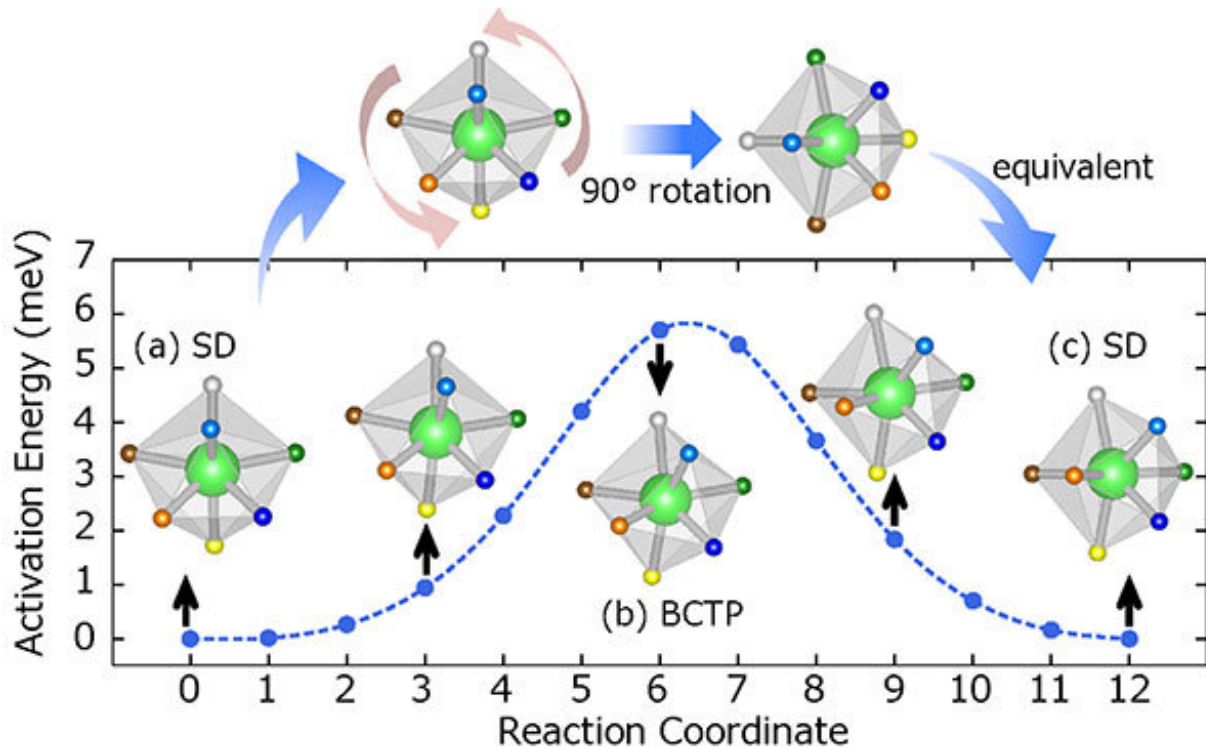 90° rotation
equivalent
Activation Energy (meV)
7
6
5
4
3
2
1
0
(a) SD
(b) BCTP
(c) SD
0 1 2 3 4 5 6 7 8 9 10 11 12
Reaction Coordinate